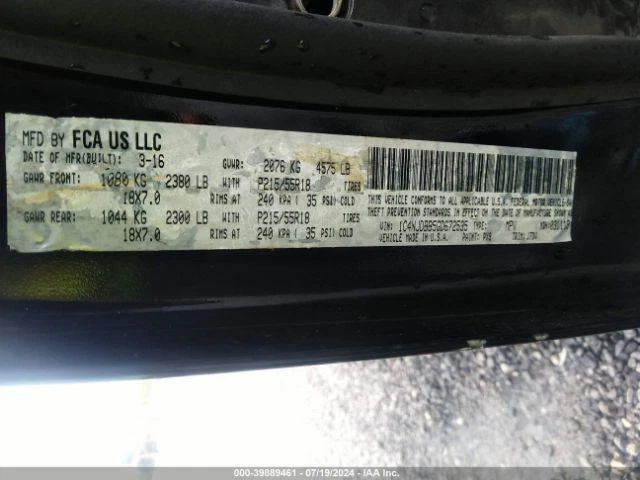 MFD BY FCA US LLC
DATE OF MFR(BUILT): 3-16 GVWR: 2076 KG 4575 LB
GAWR FRONT: 1080 KG 2380 LB WITH P215/55R18 TIRES
18X7.0 RIMS AT 240 KPA ( 35 PSI) COLD
GAWR REAR: 1044 KG 2300 LB WITH P215/55R18 TIRES
18X7.0 RIMS AT 240 KPA ( 35 PSI) COLD
THIS VEHICLE CONFORMS TO ALL APPLICABLE U.S.A. FEDERAL MOTOR VEHICLE
THEFT PREVENTION STANDARDS IN EFFECT ON THE DATE OF MANUFACTURE SHOWN
VIN: 1C4NJDBB5GD672535 TYPE: MPV MDH:
VEHICLE MADE IN U.S.A. PAINT: PXB TRIM:
000-39889461 - 07/19/2024 - IAA Inc.